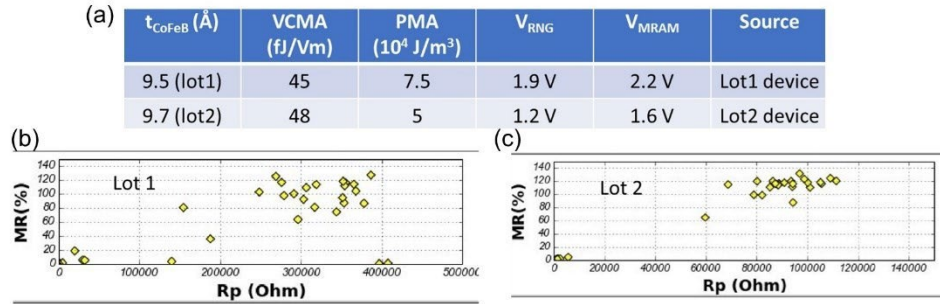 (a)
t_CoFeB (Å) VCMA (fJ/Vm) PMA (10⁴ J/m³) V_RNG V_MRAM Source
9.5 (lot1) 45 7.5 1.9 V 2.2 V Lot1 device
9.7 (lot2) 48 5 1.2 V 1.6 V Lot2 device
(b)
MR(%)
140
120
100
80
60
40
20
0
Lot 1
0 100000 200000 300000 400000 500000
Rp (Ohm)
(c)
MR(%)
140
120
100
80
60
40
20
0
Lot 2
0 20000 40000 60000 80000 100000 120000 140000
Rp (Ohm)